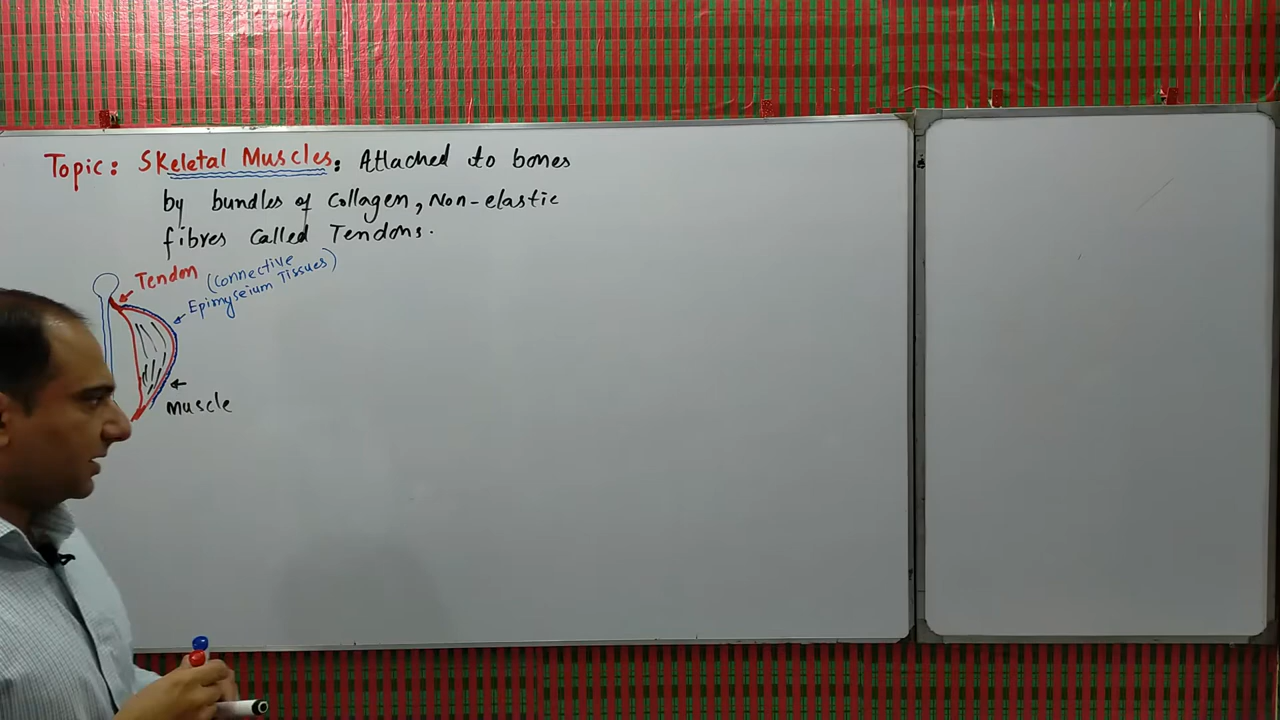 Topic: Skeletal Muscles: Attached to bones
by bundles of Collagen, Non-elastic
fibres called Tendons.
Tendon
(Connective
Epimyseium Tissues)
muscle